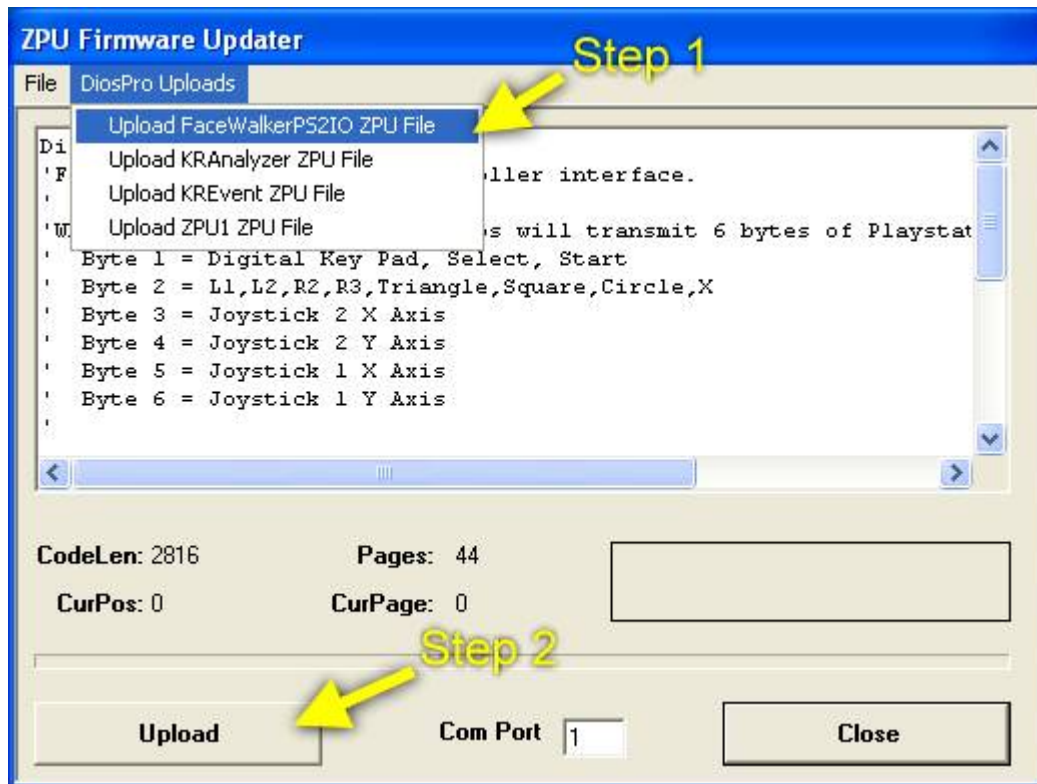 ZPU Firmware Updater
Step 1
File DiosPro Uploads
Upload FaceWalkerPS2IO ZPU File
Upload KRAnalyzer ZPU File
Upload KREvent ZPU File
Upload ZPU1 ZPU File
Di
'F ller interface.
'
'W s will transmit 6 bytes of Playstat
' Byte 1 = Digital Key Pad, Select, Start
' Byte 2 = L1,L2,R2,R3,Triangle,Square,Circle,X
' Byte 3 = Joystick 2 X Axis
' Byte 4 = Joystick 2 Y Axis
' Byte 5 = Joystick 1 X Axis
' Byte 6 = Joystick 1 Y Axis
'
CodeLen: 2816 Pages: 44
CurPos: 0 CurPage: 0
Step 2
Upload Com Port 1 Close